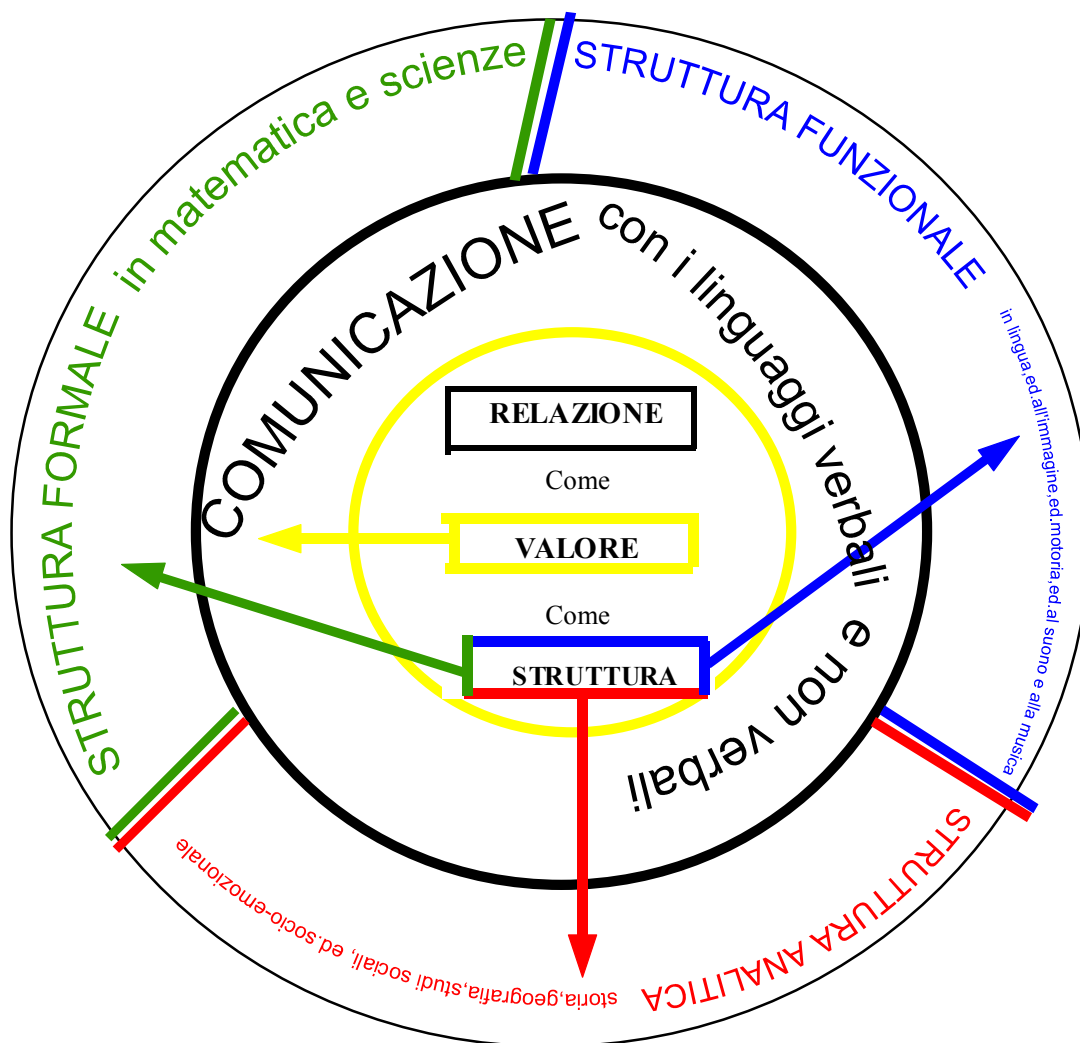 STRUTTURA FORMALE in matematica e scienze
STRUTTURA FUNZIONALE
in lingua,ed.all'immagine,ed.motoria,ed.al suono e alla musica
STRUTTURA ANALITICA
storia,geografia,studi sociali, ed.socio-emozionale
COMUNICAZIONE con i linguaggi verbali e non verbali
RELAZIONE
Come
VALORE
Come
STRUTTURA